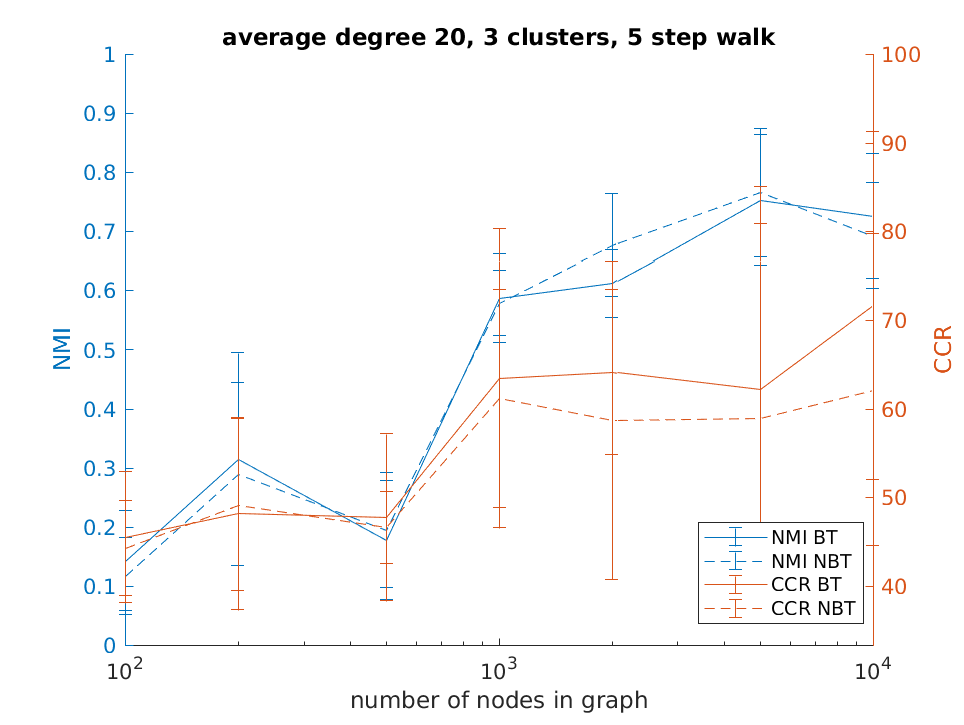 average degree 20, 3 clusters, 5 step walk
1
0.9
0.8
0.7
0.6
0.5
0.4
0.3
0.2
0.1
0
NMI
100
90
80
70
60
50
40
CCR
NMI BT
NMI NBT
CCR BT
CCR NBT
10²
10³
10⁴
number of nodes in graph